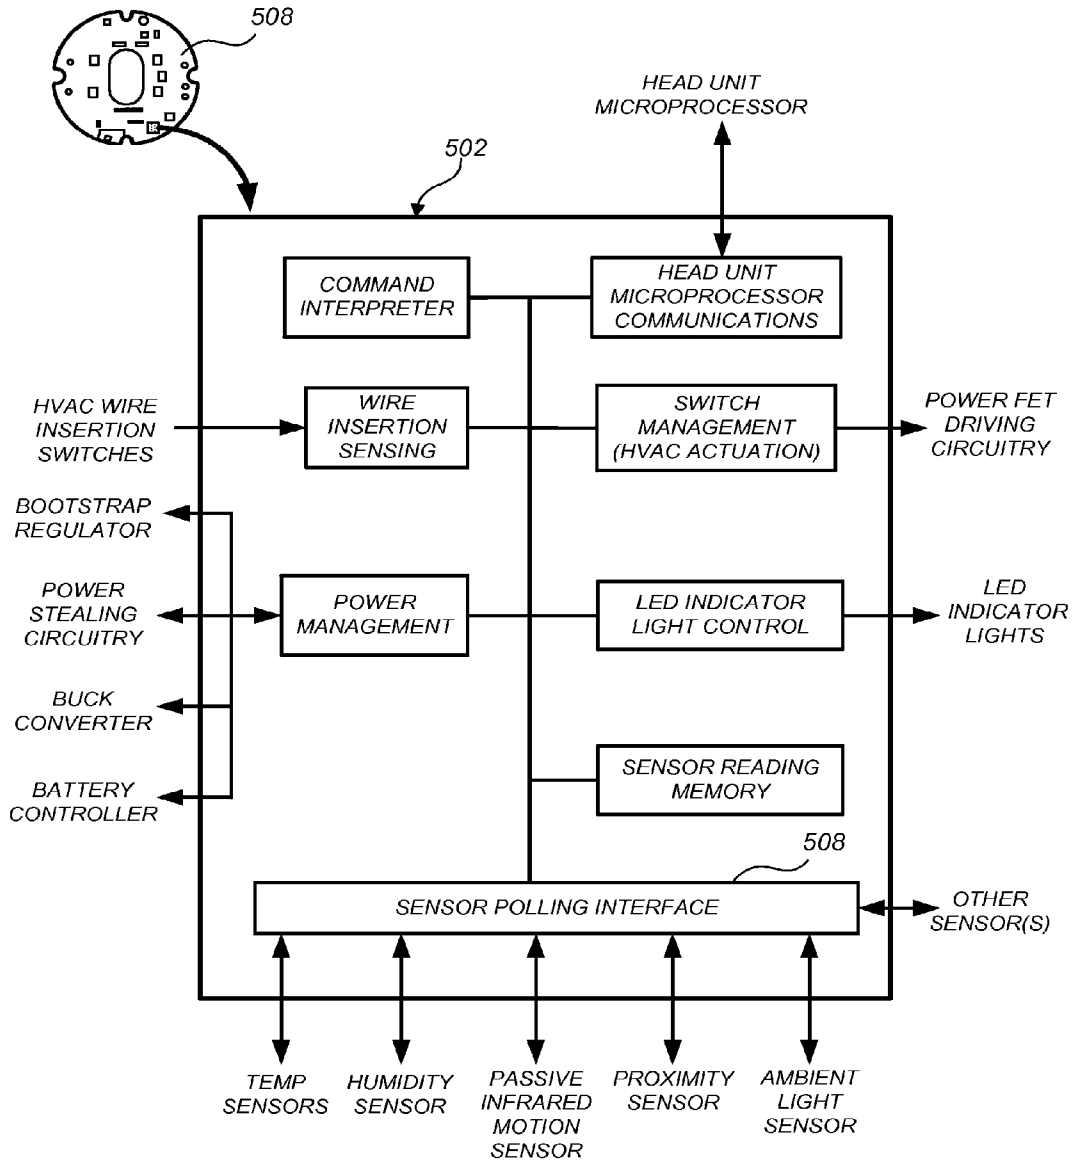 508
HEAD UNIT
MICROPROCESSOR
502
COMMAND
INTERPRETER
HEAD UNIT
MICROPROCESSOR
COMMUNICATIONS
HVAC WIRE
INSERTION
SWITCHES
WIRE
INSERTION
SENSING
SWITCH
MANAGEMENT
(HVAC ACTUATION)
POWER FET
DRIVING
CIRCUITRY
BOOTSTRAP
REGULATOR
POWER
STEALING
CIRCUITRY
POWER
MANAGEMENT
LED INDICATOR
LIGHT CONTROL
LED
INDICATOR
LIGHTS
BUCK
CONVERTER
BATTERY
CONTROLLER
SENSOR READING
MEMORY
508
SENSOR POLLING INTERFACE
OTHER
SENSOR(S)
TEMP
SENSORS
HUMIDITY
SENSOR
PASSIVE
INFRARED
MOTION
SENSOR
PROXIMITY
SENSOR
AMBIENT
LIGHT
SENSOR